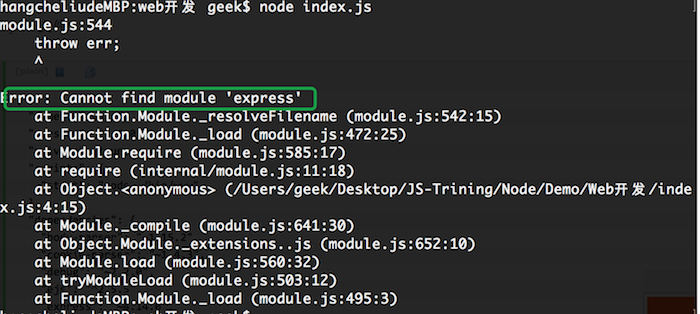 hangcheliudeMBP:web开发 geek$ node index.js
module.js:544
    throw err;
    ^
Error: Cannot find module 'express'
    at Function.Module._resolveFilename (module.js:542:15)
    at Function.Module._load (module.js:472:25)
    at Module.require (module.js:585:17)
    at require (internal/module.js:11:18)
    at Object.<anonymous> (/Users/geek/Desktop/JS-Trining/Node/Demo/Web开发/inde
x.js:4:15)
    at Module._compile (module.js:641:30)
    at Object.Module._extensions..js (module.js:652:10)
    at Module.load (module.js:560:32)
    at tryModuleLoad (module.js:503:12)
    at Function.Module._load (module.js:495:3)